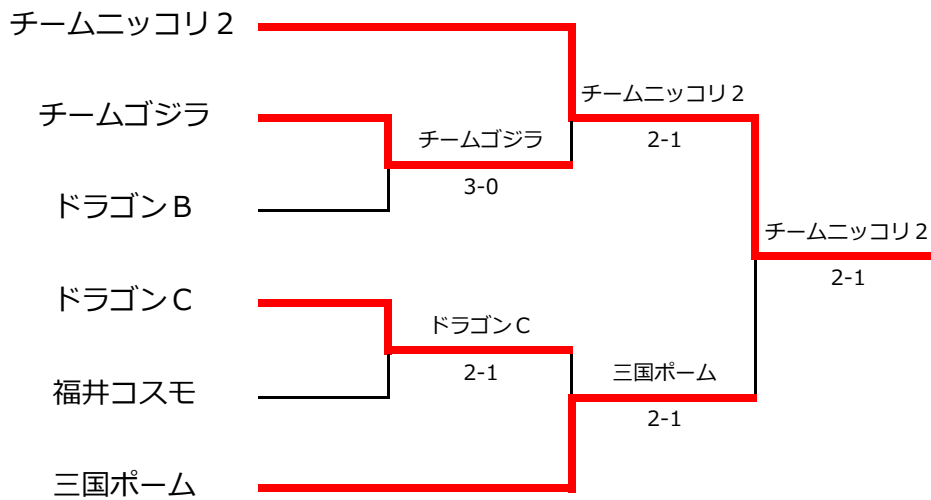 チームニッコリ２
チームゴジラ
ドラゴンＢ
ドラゴンＣ
福井コスモ
三国ポーム
チームゴジラ
3-0
ドラゴンＣ
2-1
チームニッコリ２
2-1
三国ポーム
2-1
チームニッコリ２
2-1